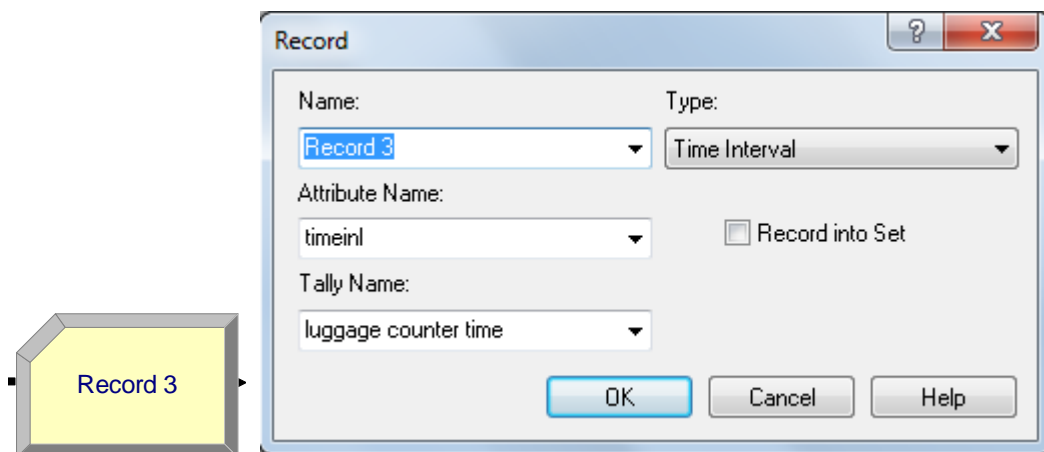 Record
Name:
Type:
Record 3
Time Interval
Attribute Name:
timeinl
Record into Set
Tally Name:
luggage counter time
Record 3
OK
Cancel
Help